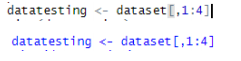 datatesting <- dataset[,1:4]
datatesting <- dataset[,1:4]